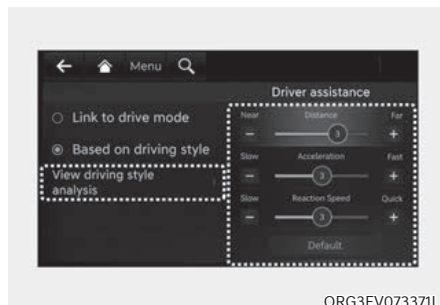 Menu
Driver assistance
Link to drive mode
Based on driving style
View driving style
analysis
Near Distance Far
3
Slow Acceleration Fast
3
Slow Reaction Speed Quick
3
Default
ORG3EV073371L